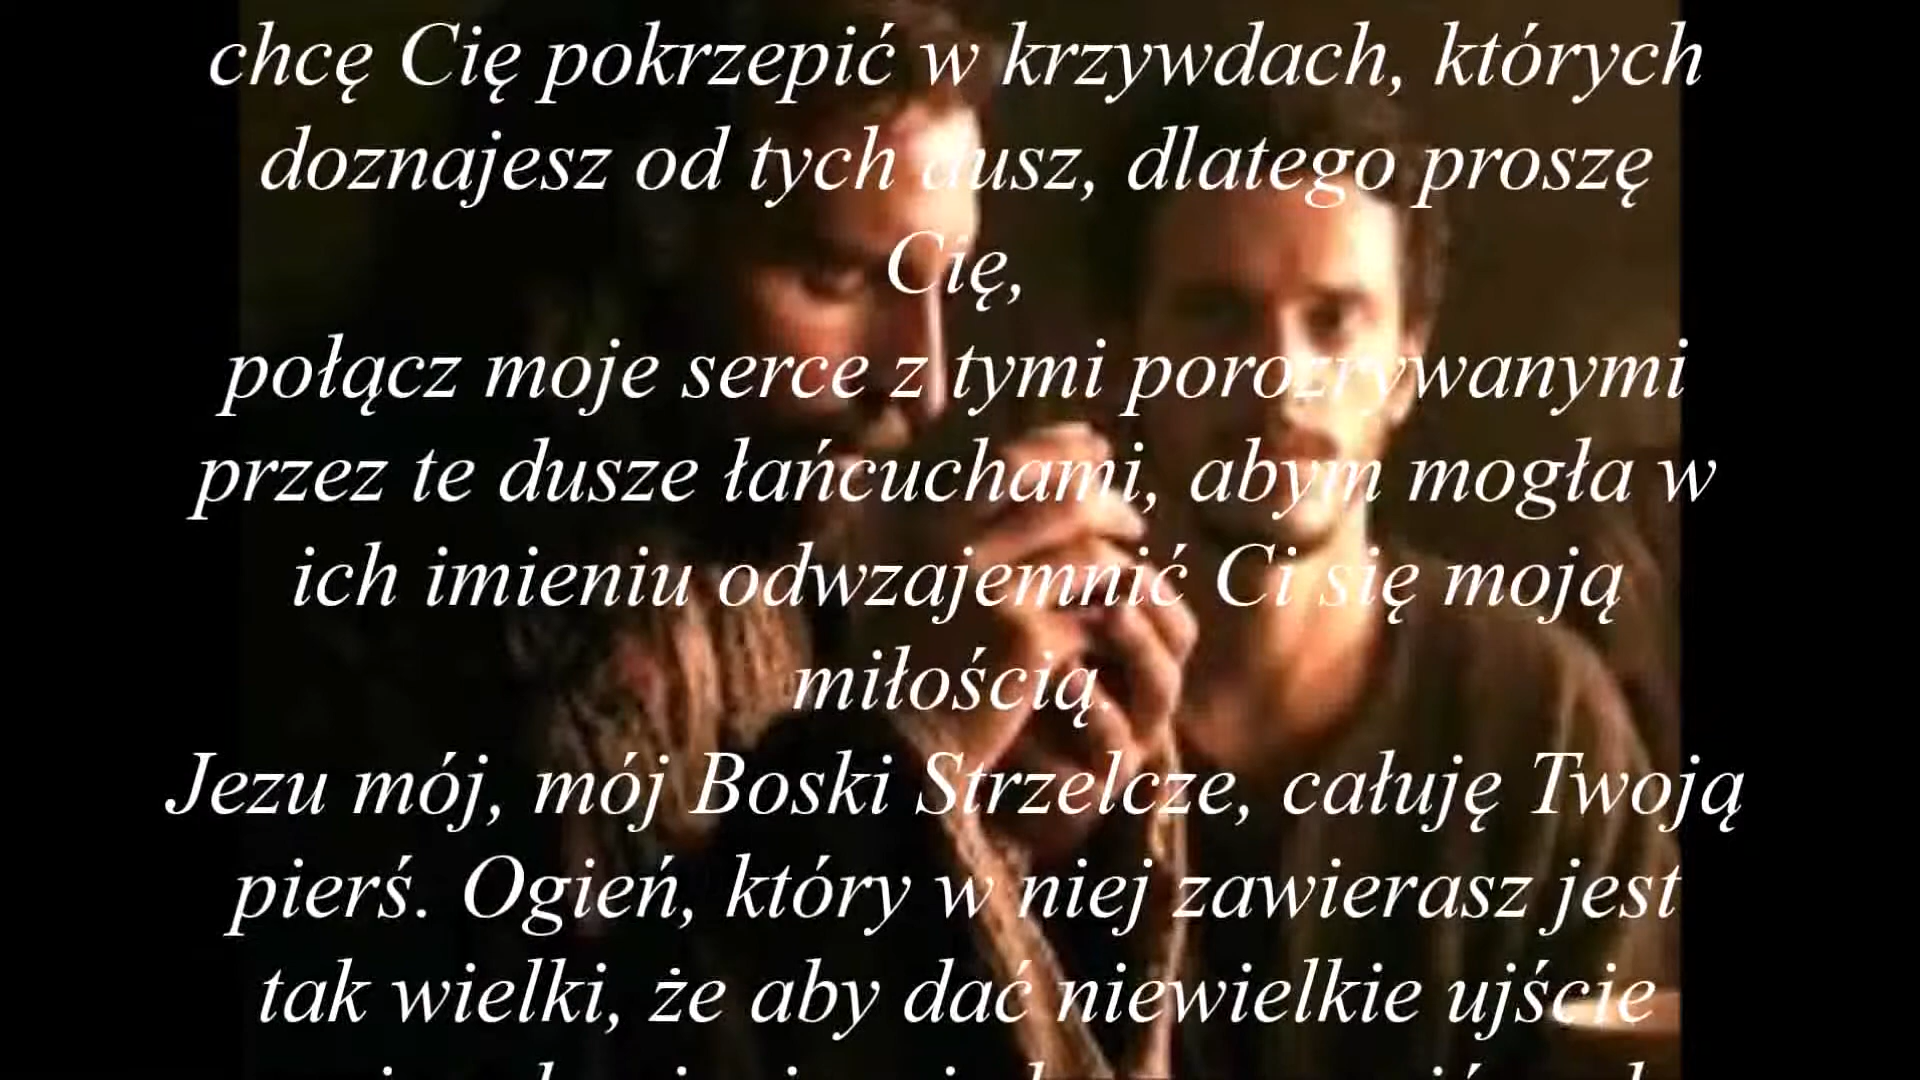 chcę Cię pokrzepić w krzywdach, których
doznajesz od tych dusz, dlatego proszę
Cię,
połącz moje serce z tymi porozrywanymi
przez te dusze łańcuchami, abym mogła w
ich imieniu odwzajemnić Ci się moją
miłością.
Jezu mój, mój Boski Strzelcze, całuję Twoją
pierś. Ogień, który w niej zawierasz jest
tak wielki, że aby dać niewielkie ujście